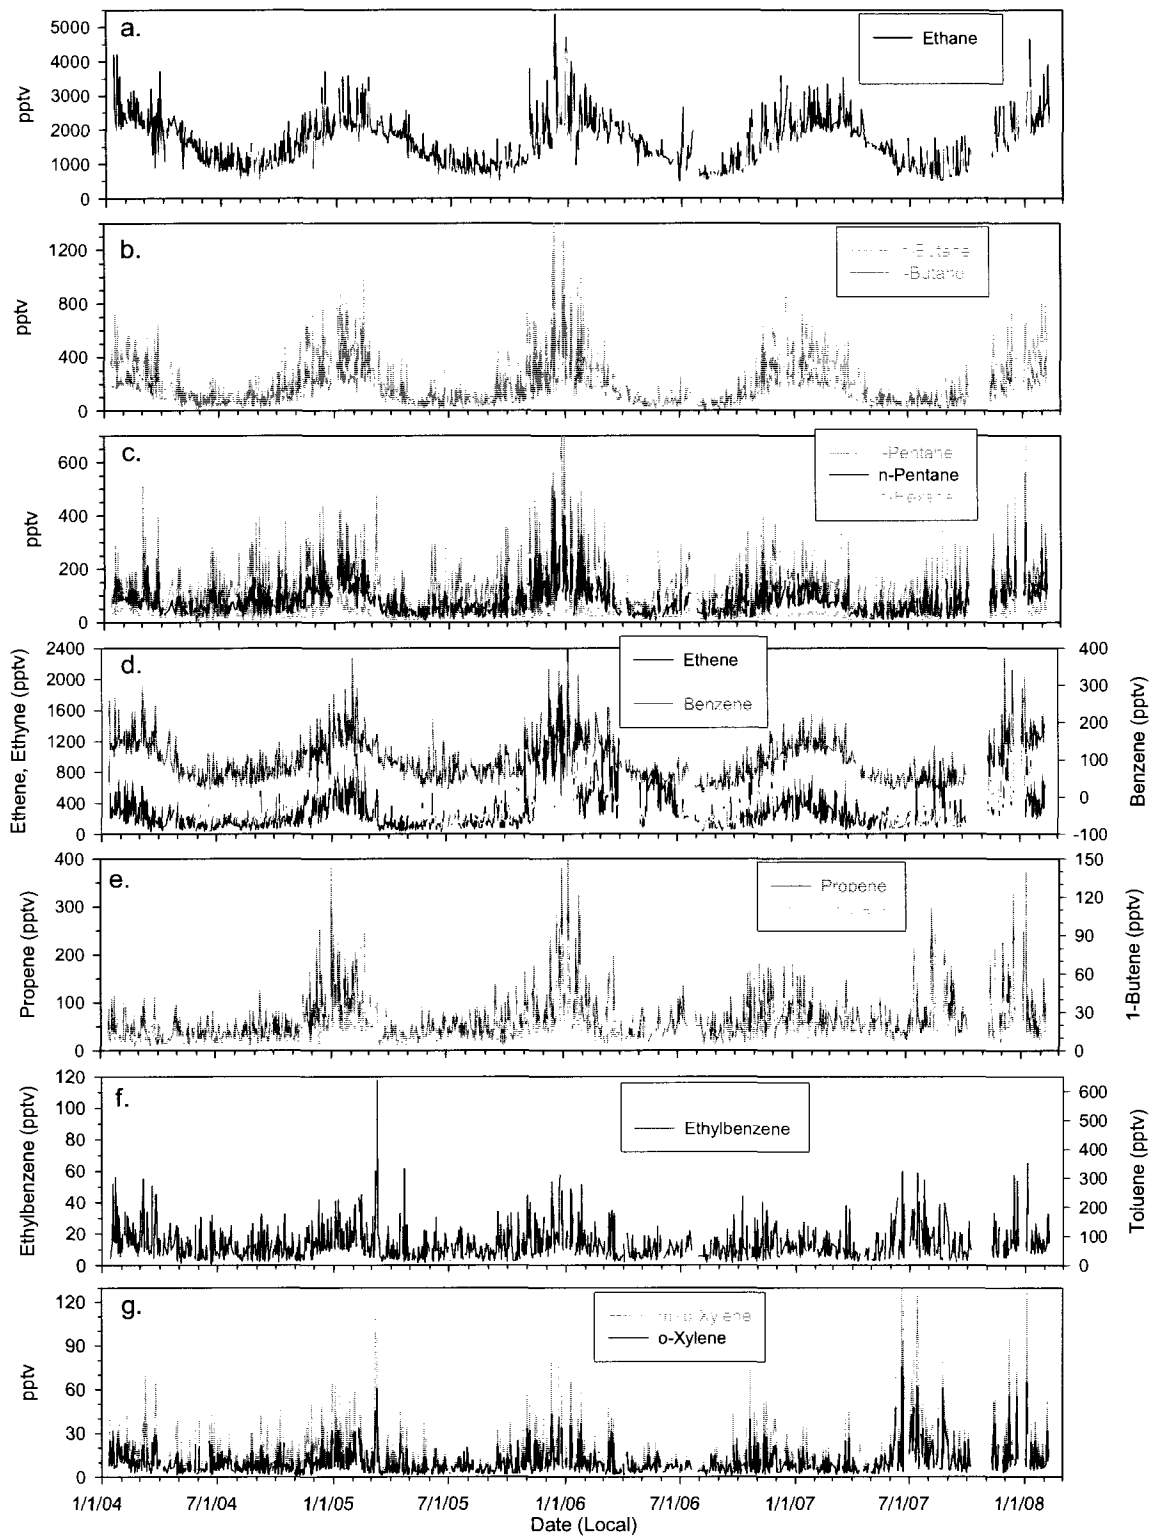 a.
5000
4000
3000
2000
1000
0
pptv
Ethane
b.
1200
800
400
0
pptv
n-Butane
-Butane
c.
600
400
200
0
pptv
-Pentane
n-Pentane
n-Hexane
d.
2400
2000
1600
1200
800
400
0
Ethene, Ethyne (pptv)
Ethene
Benzene
400
300
200
100
0
-100
Benzene (pptv)
e.
400
300
200
100
0
Propene (pptv)
Propene
150
120
90
60
30
0
1-Butene (pptv)
f.
120
100
80
60
40
20
0
Ethylbenzene (pptv)
Ethylbenzene
600
500
400
300
200
100
0
Toluene (pptv)
g.
120
90
60
30
0
pptv
m+p-Xylene
o-Xylene
1/1/04 7/1/04 1/1/05 7/1/05 1/1/06 7/1/06 1/1/07 7/1/07 1/1/08
Date (Local)